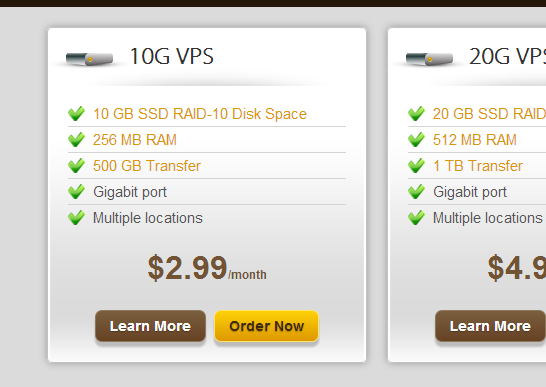 10G VPS
10 GB SSD RAID-10 Disk Space
256 MB RAM
500 GB Transfer
Gigabit port
Multiple locations
$2.99/month
Learn More
Order Now
20G VPS
20 GB SSD RAID
512 MB RAM
1 TB Transfer
Gigabit port
Multiple locations
$4.9
Learn More